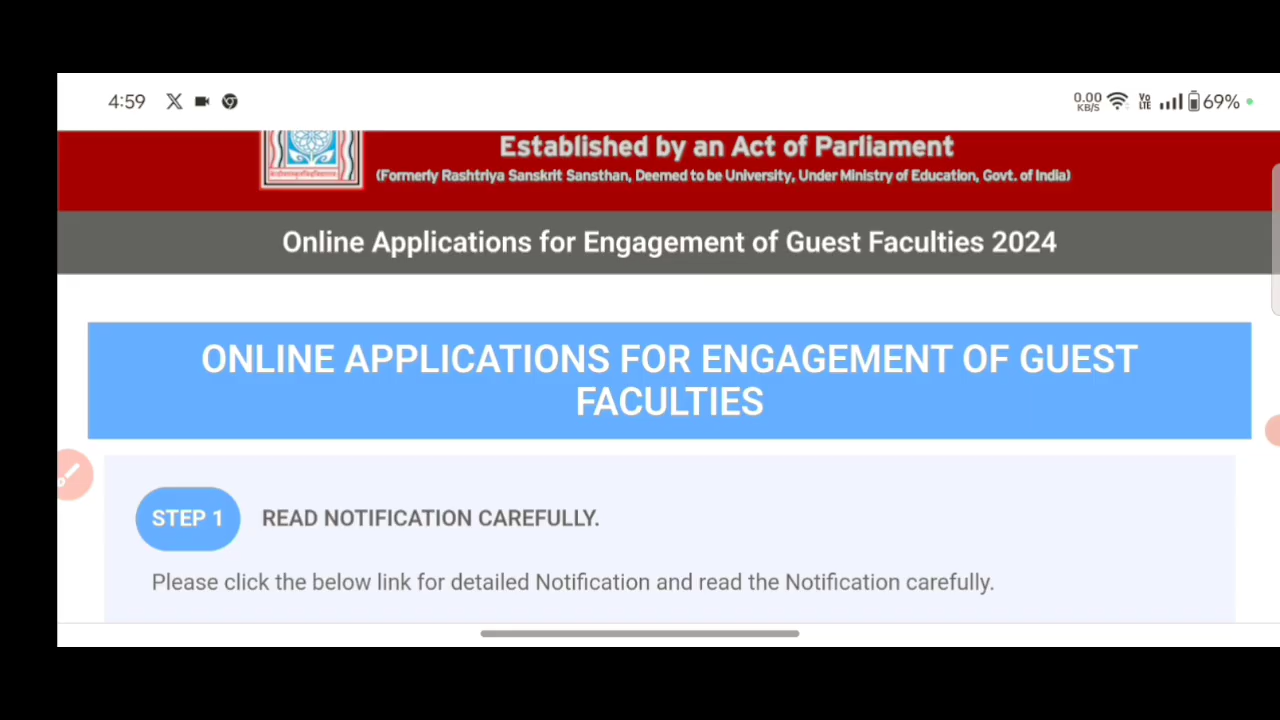 4:59
0.00 KB/S Vo LTE 69%
Established by an Act of Parliament
(Formerly Rashtriya Sanskrit Sansthan, Deemed to be University, Under Ministry of Education, Govt. of India)
Online Applications for Engagement of Guest Faculties 2024
ONLINE APPLICATIONS FOR ENGAGEMENT OF GUEST
FACULTIES
STEP 1 READ NOTIFICATION CAREFULLY.
Please click the below link for detailed Notification and read the Notification carefully.